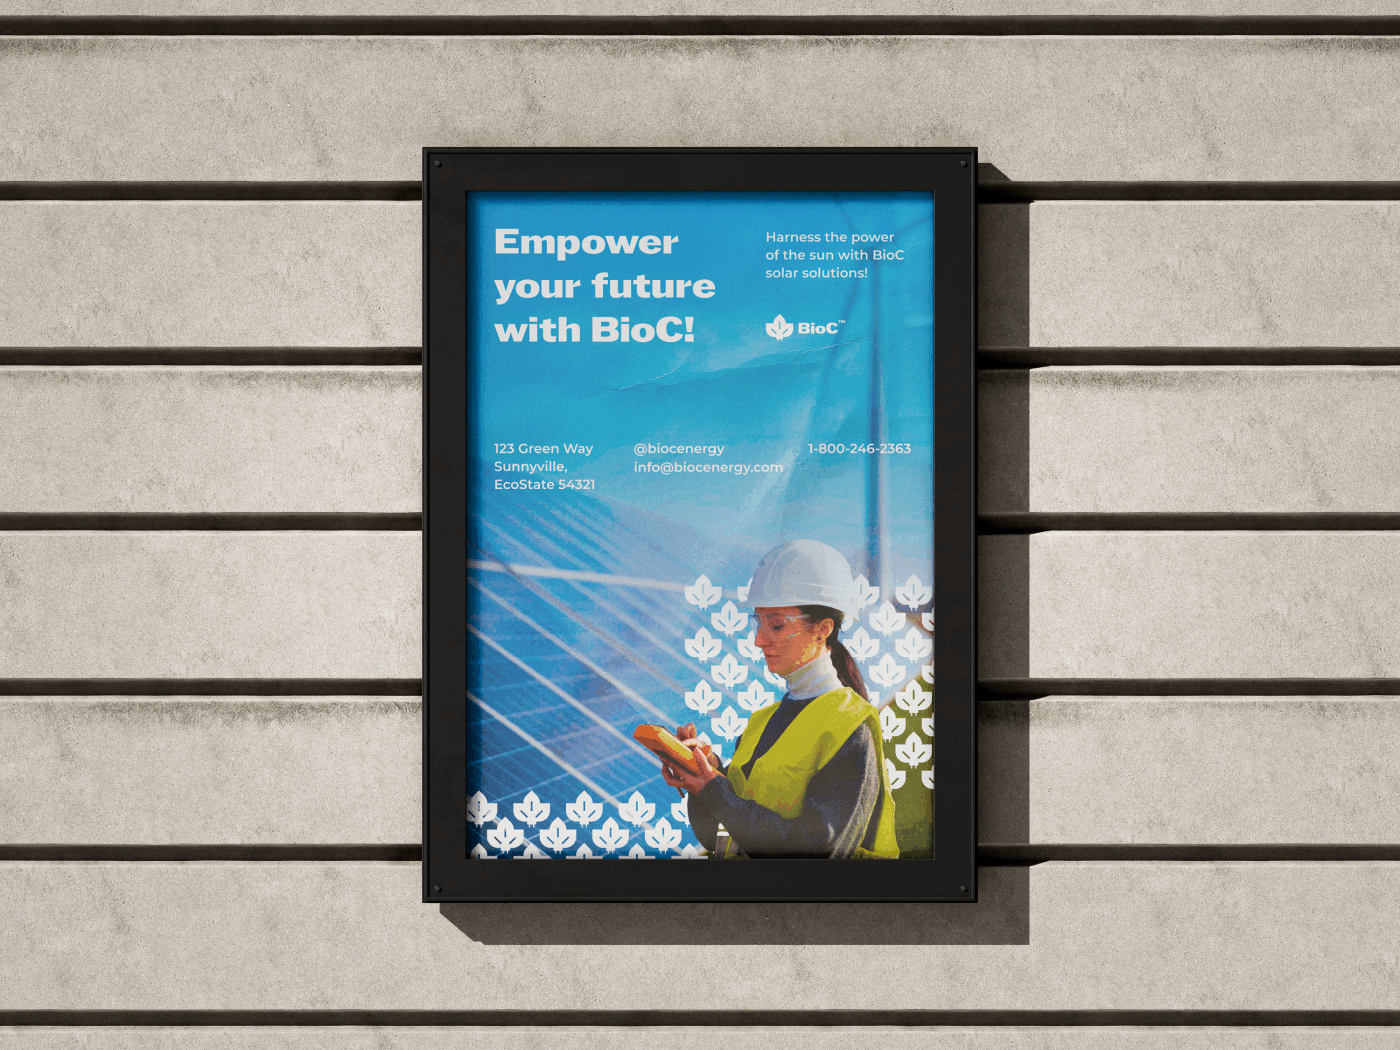 Empower
your future
with BioC!
Harness the power
of the sun with BioC
solar solutions!
BioC™
123 Green Way
Sunnyville,
EcoState 54321
@biocenergy
info@biocenergy.com
1-800-246-2363